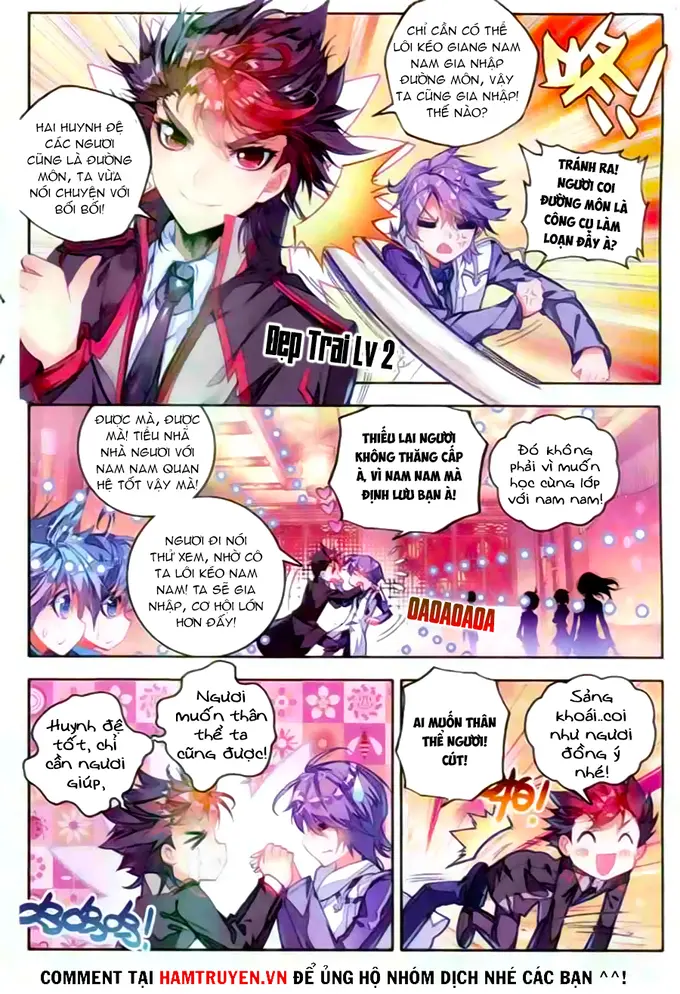 CHỈ CẦN CÓ THỂ
LÔI KÉO GIANG NAM
NAM GIA NHẬP
ĐƯỜNG MÔN, VẬY
TA CŨNG GIA NHẬP!
THẾ NÀO?
HAI HUYNH ĐỆ
CÁC NGƯƠI
CŨNG LÀ ĐƯỜNG
MÔN, TA VỪA
NÓI CHUYỆN VỚI
BỐI BỐI!
咚!
TRÁNH RA!
NGƯỜI COI
ĐƯỜNG MÔN LÀ
CÔNG CỤ LÀM
LOẠN ĐẤY À?
Đẹp Trai Lv 2
ĐƯỢC MÀ, ĐƯỢC
MÀ! TIỂU NHÃ
NHÀ NGƯƠI VỚI
NAM NAM QUAN
HỆ TỐT VẬY MÀ!
THIẾU LAI NGƯỜI
KHÔNG THĂNG CẤP
À, VÌ NAM NAM MÀ
ĐỊNH LƯU BAN À!
Đó không
phải vì muốn
học cùng lớp
với nam nam!
NGƯƠI ĐI NÓI
THỬ XEM, NHỜ CÔ
TA LÔI KÉO NAM
NAM! TA SẼ GIA
NHẬP, CƠ HỘI LỚN
HƠN ĐẤY!
OAOAOAOA
Ngươi
muốn thân
thể ta
cũng được!
Huynh đệ
tốt, chỉ
cần ngươi
giúp,
AI MUỐN THÂN
THỂ NGƯỜI!
CÚT!
Sảng
khoái..coi
như ngươi
đồng ý
nhé!
COMMENT TẠI HAMTRUYEN.VN ĐỂ ỦNG HỘ NHÓM DỊCH NHÉ CÁC BẠN ^^!